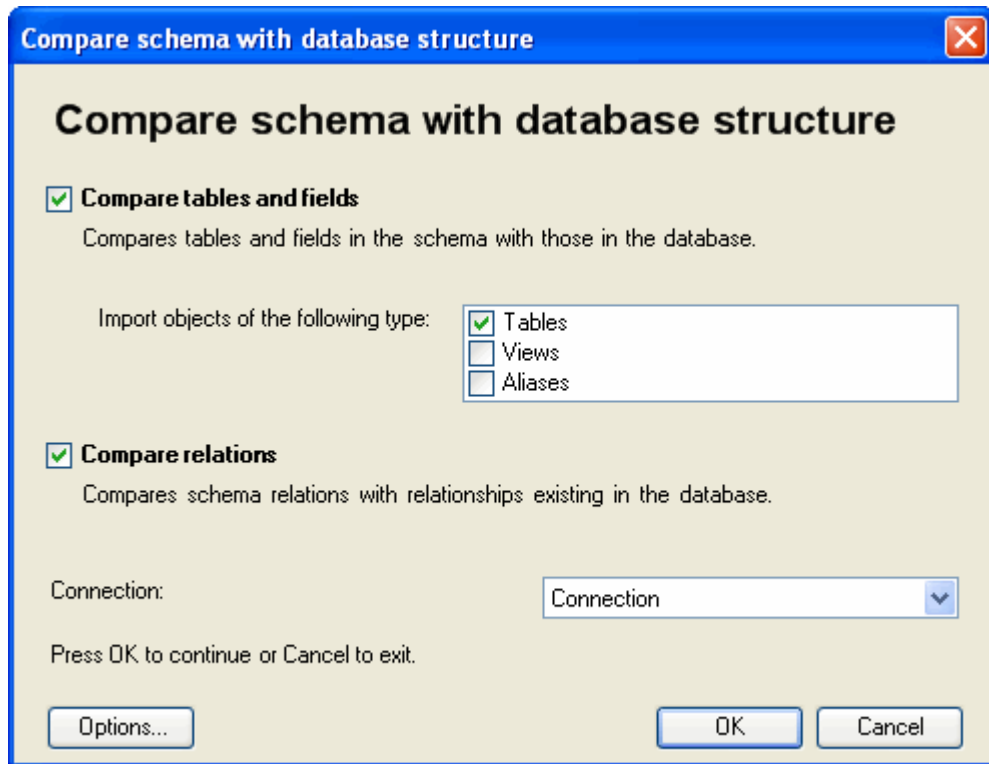 Compare schema with database structure
Compare schema with database structure
Compare tables and fields
Compares tables and fields in the schema with those in the database.
Import objects of the following type:
Tables
Views
Aliases
Compare relations
Compares schema relations with relationships existing in the database.
Connection:
Connection
Press OK to continue or Cancel to exit.
Options...
OK
Cancel